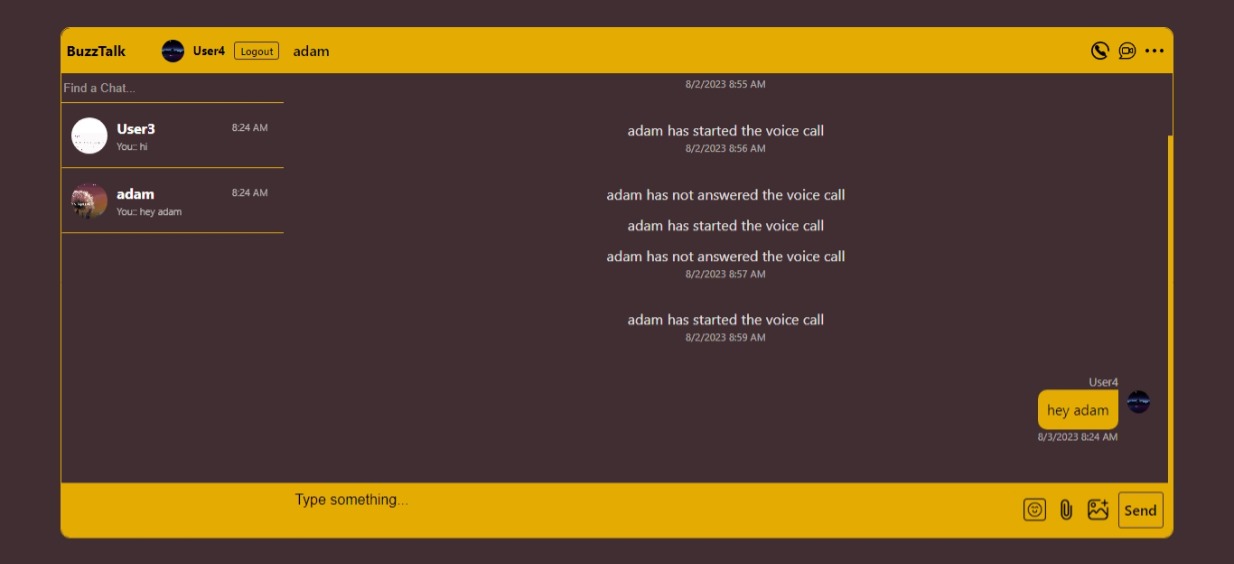 BuzzTalk User4 Logout adam
Find a Chat...
User3 8:24 AM
You:: hi
adam 8:24 AM
You:: hey adam
8/2/2023 8:55 AM
adam has started the voice call
8/2/2023 8:56 AM
adam has not answered the voice call
adam has started the voice call
adam has not answered the voice call
8/2/2023 8:57 AM
adam has started the voice call
8/2/2023 8:59 AM
User4
hey adam
8/3/2023 8:24 AM
Type something...
Send